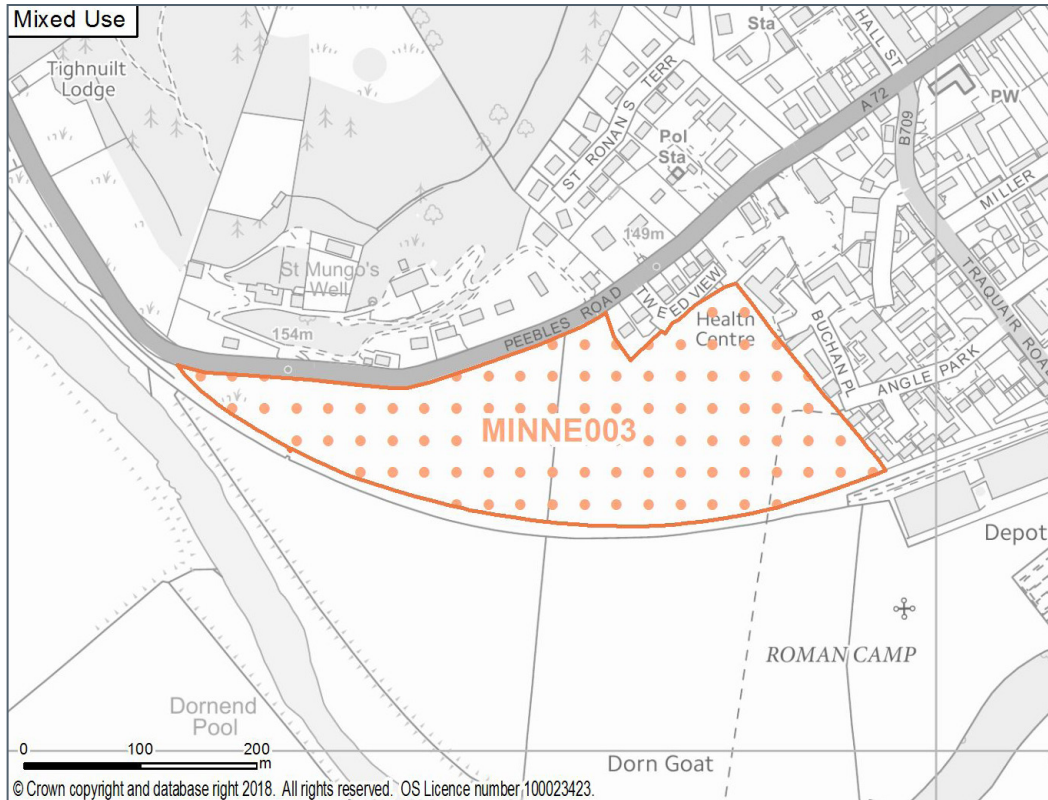 Mixed Use
Tighnuilt
Lodge
Sta
HALL ST
A 72
PW
B709
ST RONAN S TERR
Pol
Sta
MILLER
149m
St Mungo's
Well
TWEED VIEW
TRAQUAIR ROAD
154m
PEEBLES ROAD
Health
Centre
BUCHAN PL
ANGLE PARK
MINNE003
Depot
ROMAN CAMP
Dornend
Pool
Dorn Goat
0 100 200
m
© Crown copyright and database right 2018. All rights reserved. OS Licence number 100023423.